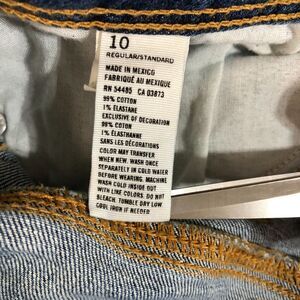 10
REGULAR/STANDARD
MADE IN MEXICO
FABRIQUÉ AU MEXIQUE
RN 54485 CA 03873
99% COTTON
1% ELASTANE
EXCLUSIVE OF DECORATION
99% COTON
1% ÉLASTHANNE
SANS LES DÉCORATIONS
COLOR MAY TRANSFER
WHEN NEW. WASH ONCE
SEPARATELY IN COLD WATER
BEFORE WEARING. MACHINE
WASH COLD INSIDE OUT
WITH LIKE COLORS. DO NOT
BLEACH. TUMBLE DRY LOW
COOL IRON IF NEEDED